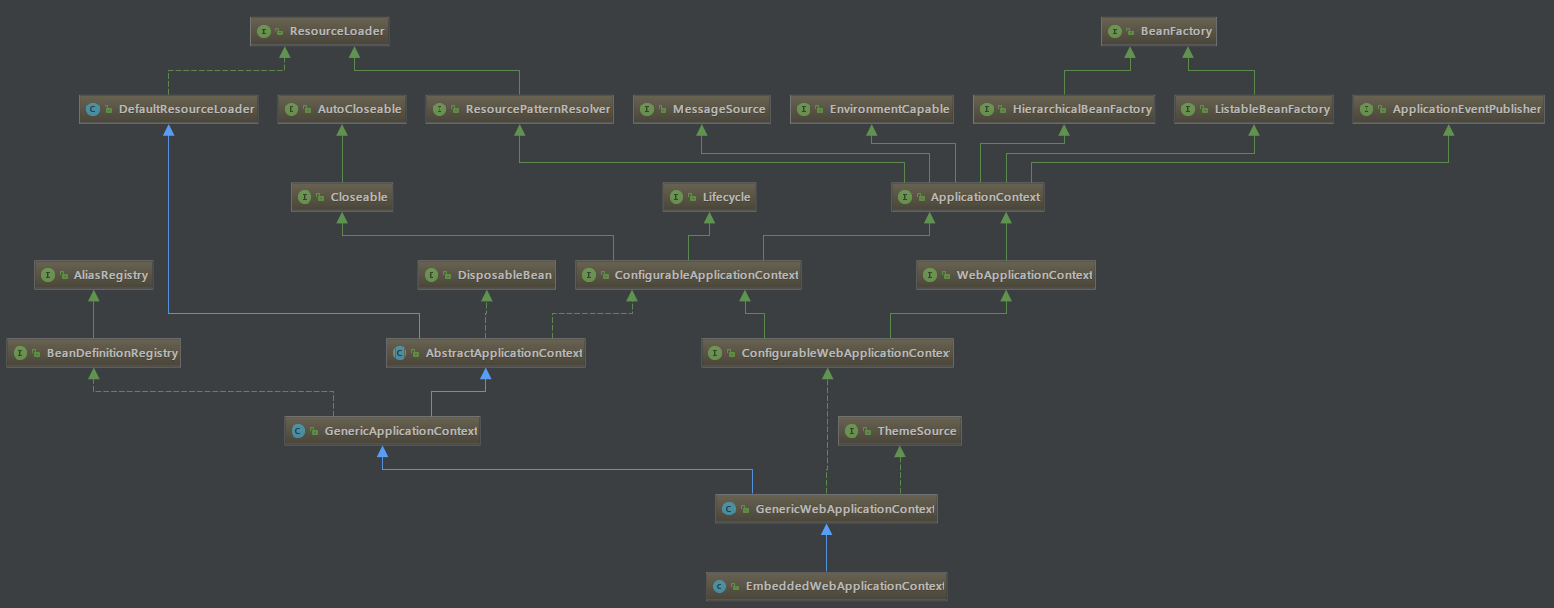 ResourceLoader
BeanFactory
DefaultResourceLoader
AutoCloseable
ResourcePatternResolver
MessageSource
EnvironmentCapable
HierarchicalBeanFactory
ListableBeanFactory
ApplicationEventPublisher
Closeable
Lifecycle
ApplicationContext
AliasRegistry
DisposableBean
ConfigurableApplicationContext
WebApplicationContext
BeanDefinitionRegistry
AbstractApplicationContext
ConfigurableWebApplicationContex
GenericApplicationContext
ThemeSource
GenericWebApplicationContext
EmbeddedWebApplicationContext